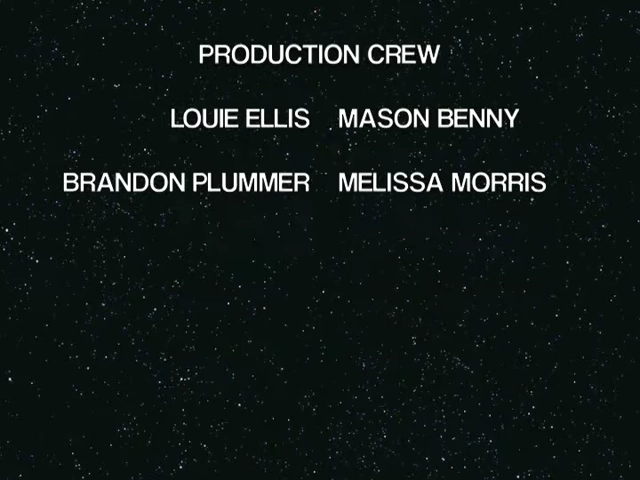 PRODUCTION CREW
LOUIE ELLIS MASON BENNY
BRANDON PLUMMER MELISSA MORRIS